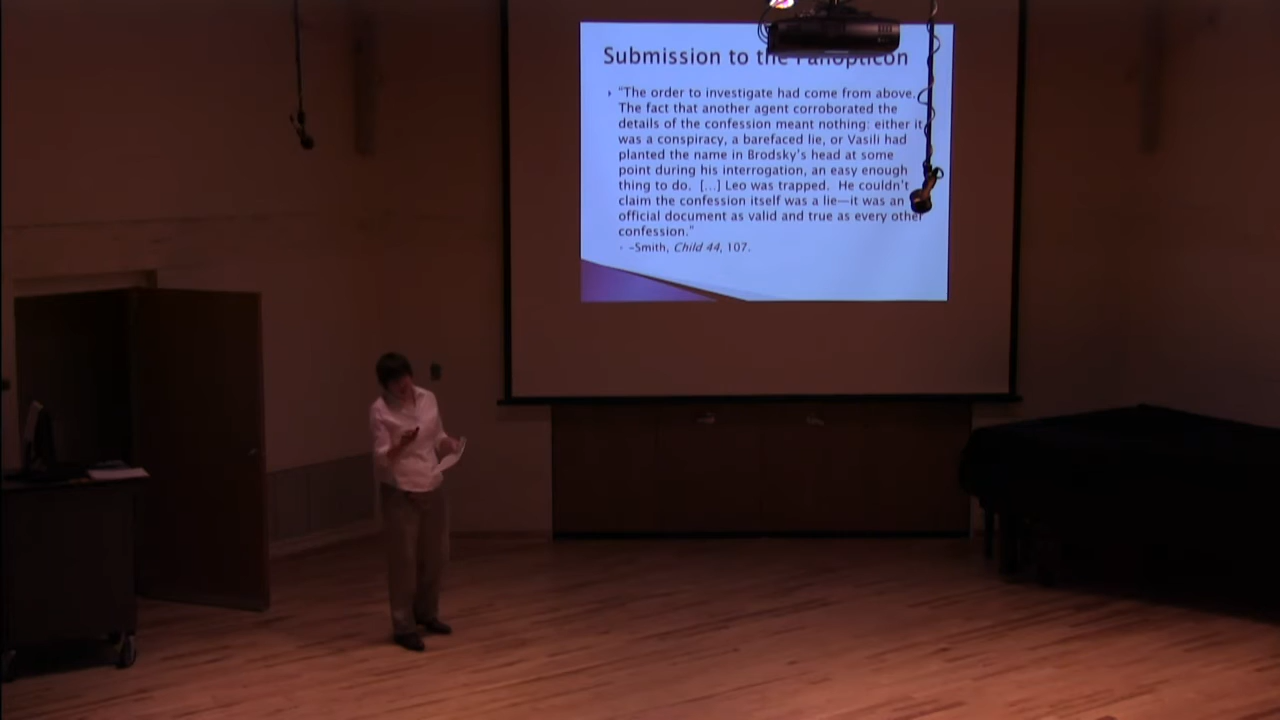 Submission to the Panopticon
"The order to investigate had come from above.
The fact that another agent corroborated the
details of the confession meant nothing: either it
was a conspiracy, a barefaced lie, or Vasili had
planted the name in Brodsky's head at some
point during his interrogation, an easy enough
thing to do. [...] Leo was trapped. He couldn't
claim the confession itself was a lie—it was an
official document as valid and true as every other
confession."
–Smith, Child 44, 107.